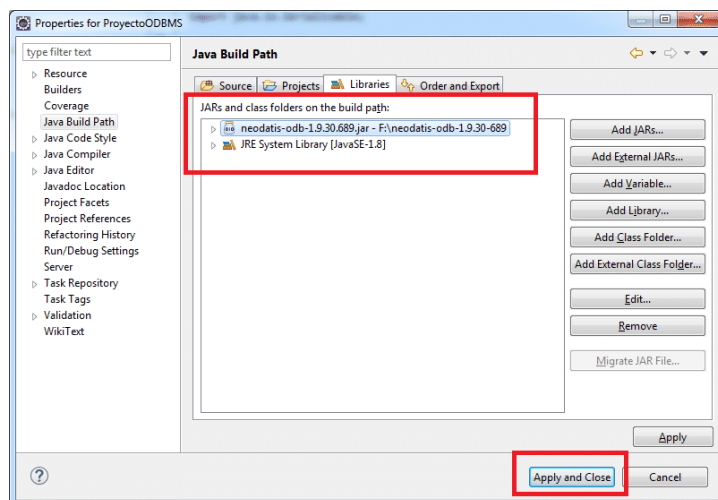 Properties for ProyectoODBMS
type filter text
Resource
Builders
Coverage
Java Build Path
Java Code Style
Java Compiler
Java Editor
Javadoc Location
Project Facets
Project References
Refactoring History
Run/Debug Settings
Server
Task Repository
Task Tags
Validation
WikiText
Java Build Path
Source Projects Libraries Order and Export
JARs and class folders on the build path:
neodatis-odb-1.9.30.689.jar - F:\neodatis-odb-1.9.30-689
JRE System Library [JavaSE-1.8]
Add JARs...
Add External JARs...
Add Variable...
Add Library...
Add Class Folder...
Add External Class Folder...
Edit...
Remove
Migrate JAR File...
Apply
Apply and Close Cancel